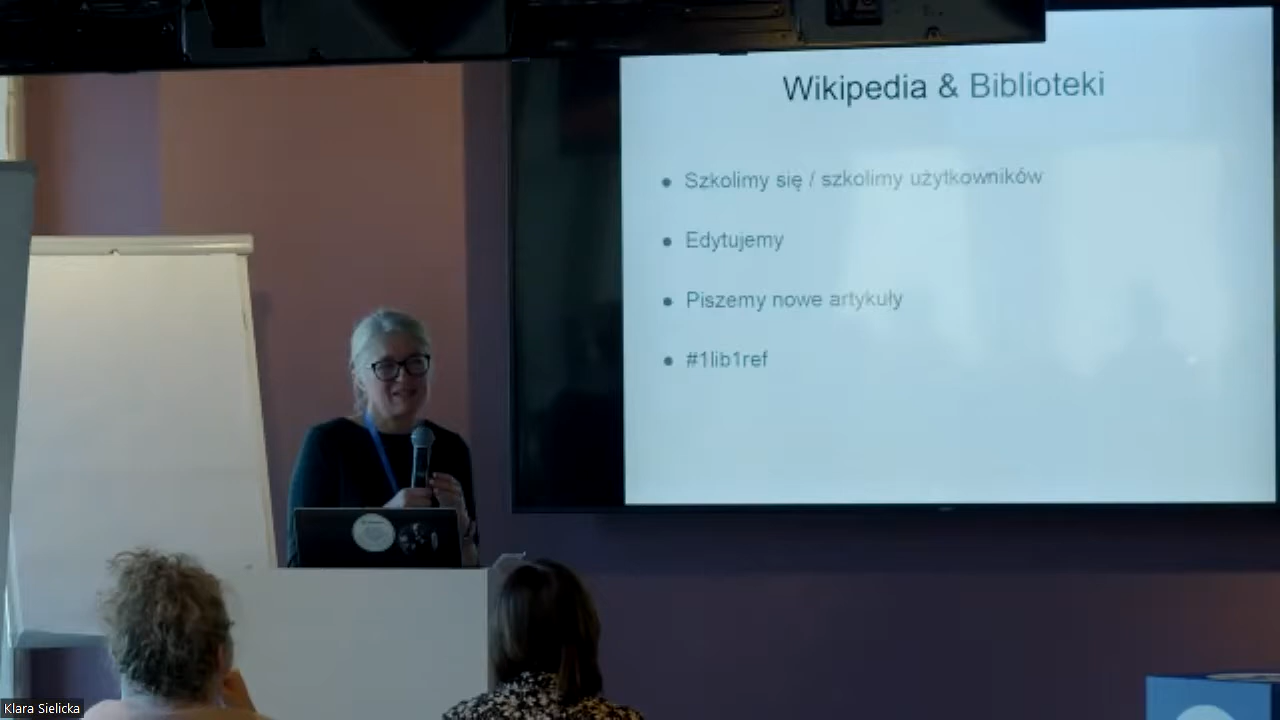 Wikipedia & Biblioteki
Szkolimy się / szkolimy użytkowników
Edytujemy
Piszemy nowe artykuły
#1lib1ref
Klara Sielicka